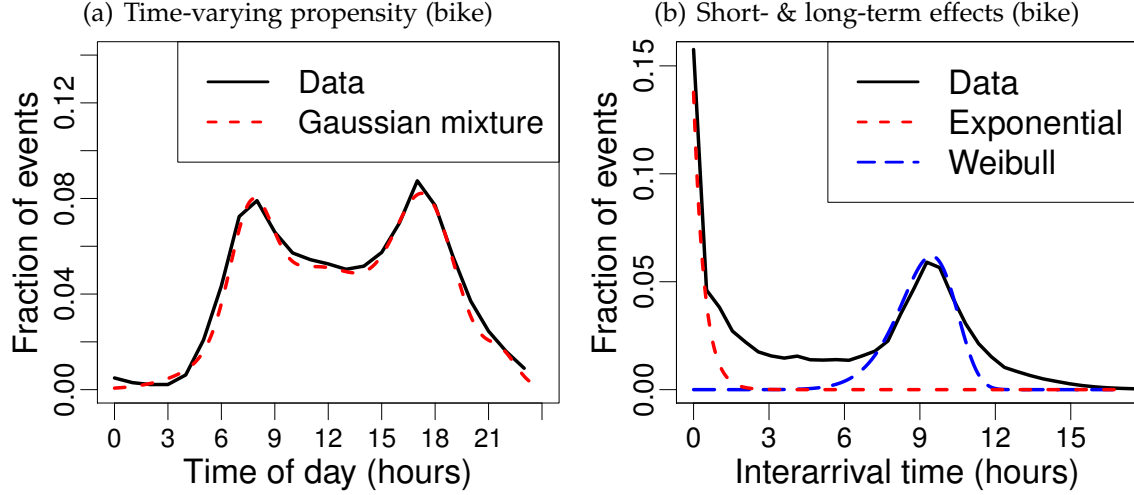 (a) Time-varying propensity (bike)
Data
Gaussian mixture
Fraction of events
0.12
0.08
0.04
0.00
0 3 6 9 12 15 18 21
Time of day (hours)
(b) Short- & long-term effects (bike)
Data
Exponential
Weibull
Fraction of events
0.15
0.10
0.05
0.00
0 3 6 9 12 15
Interarrival time (hours)